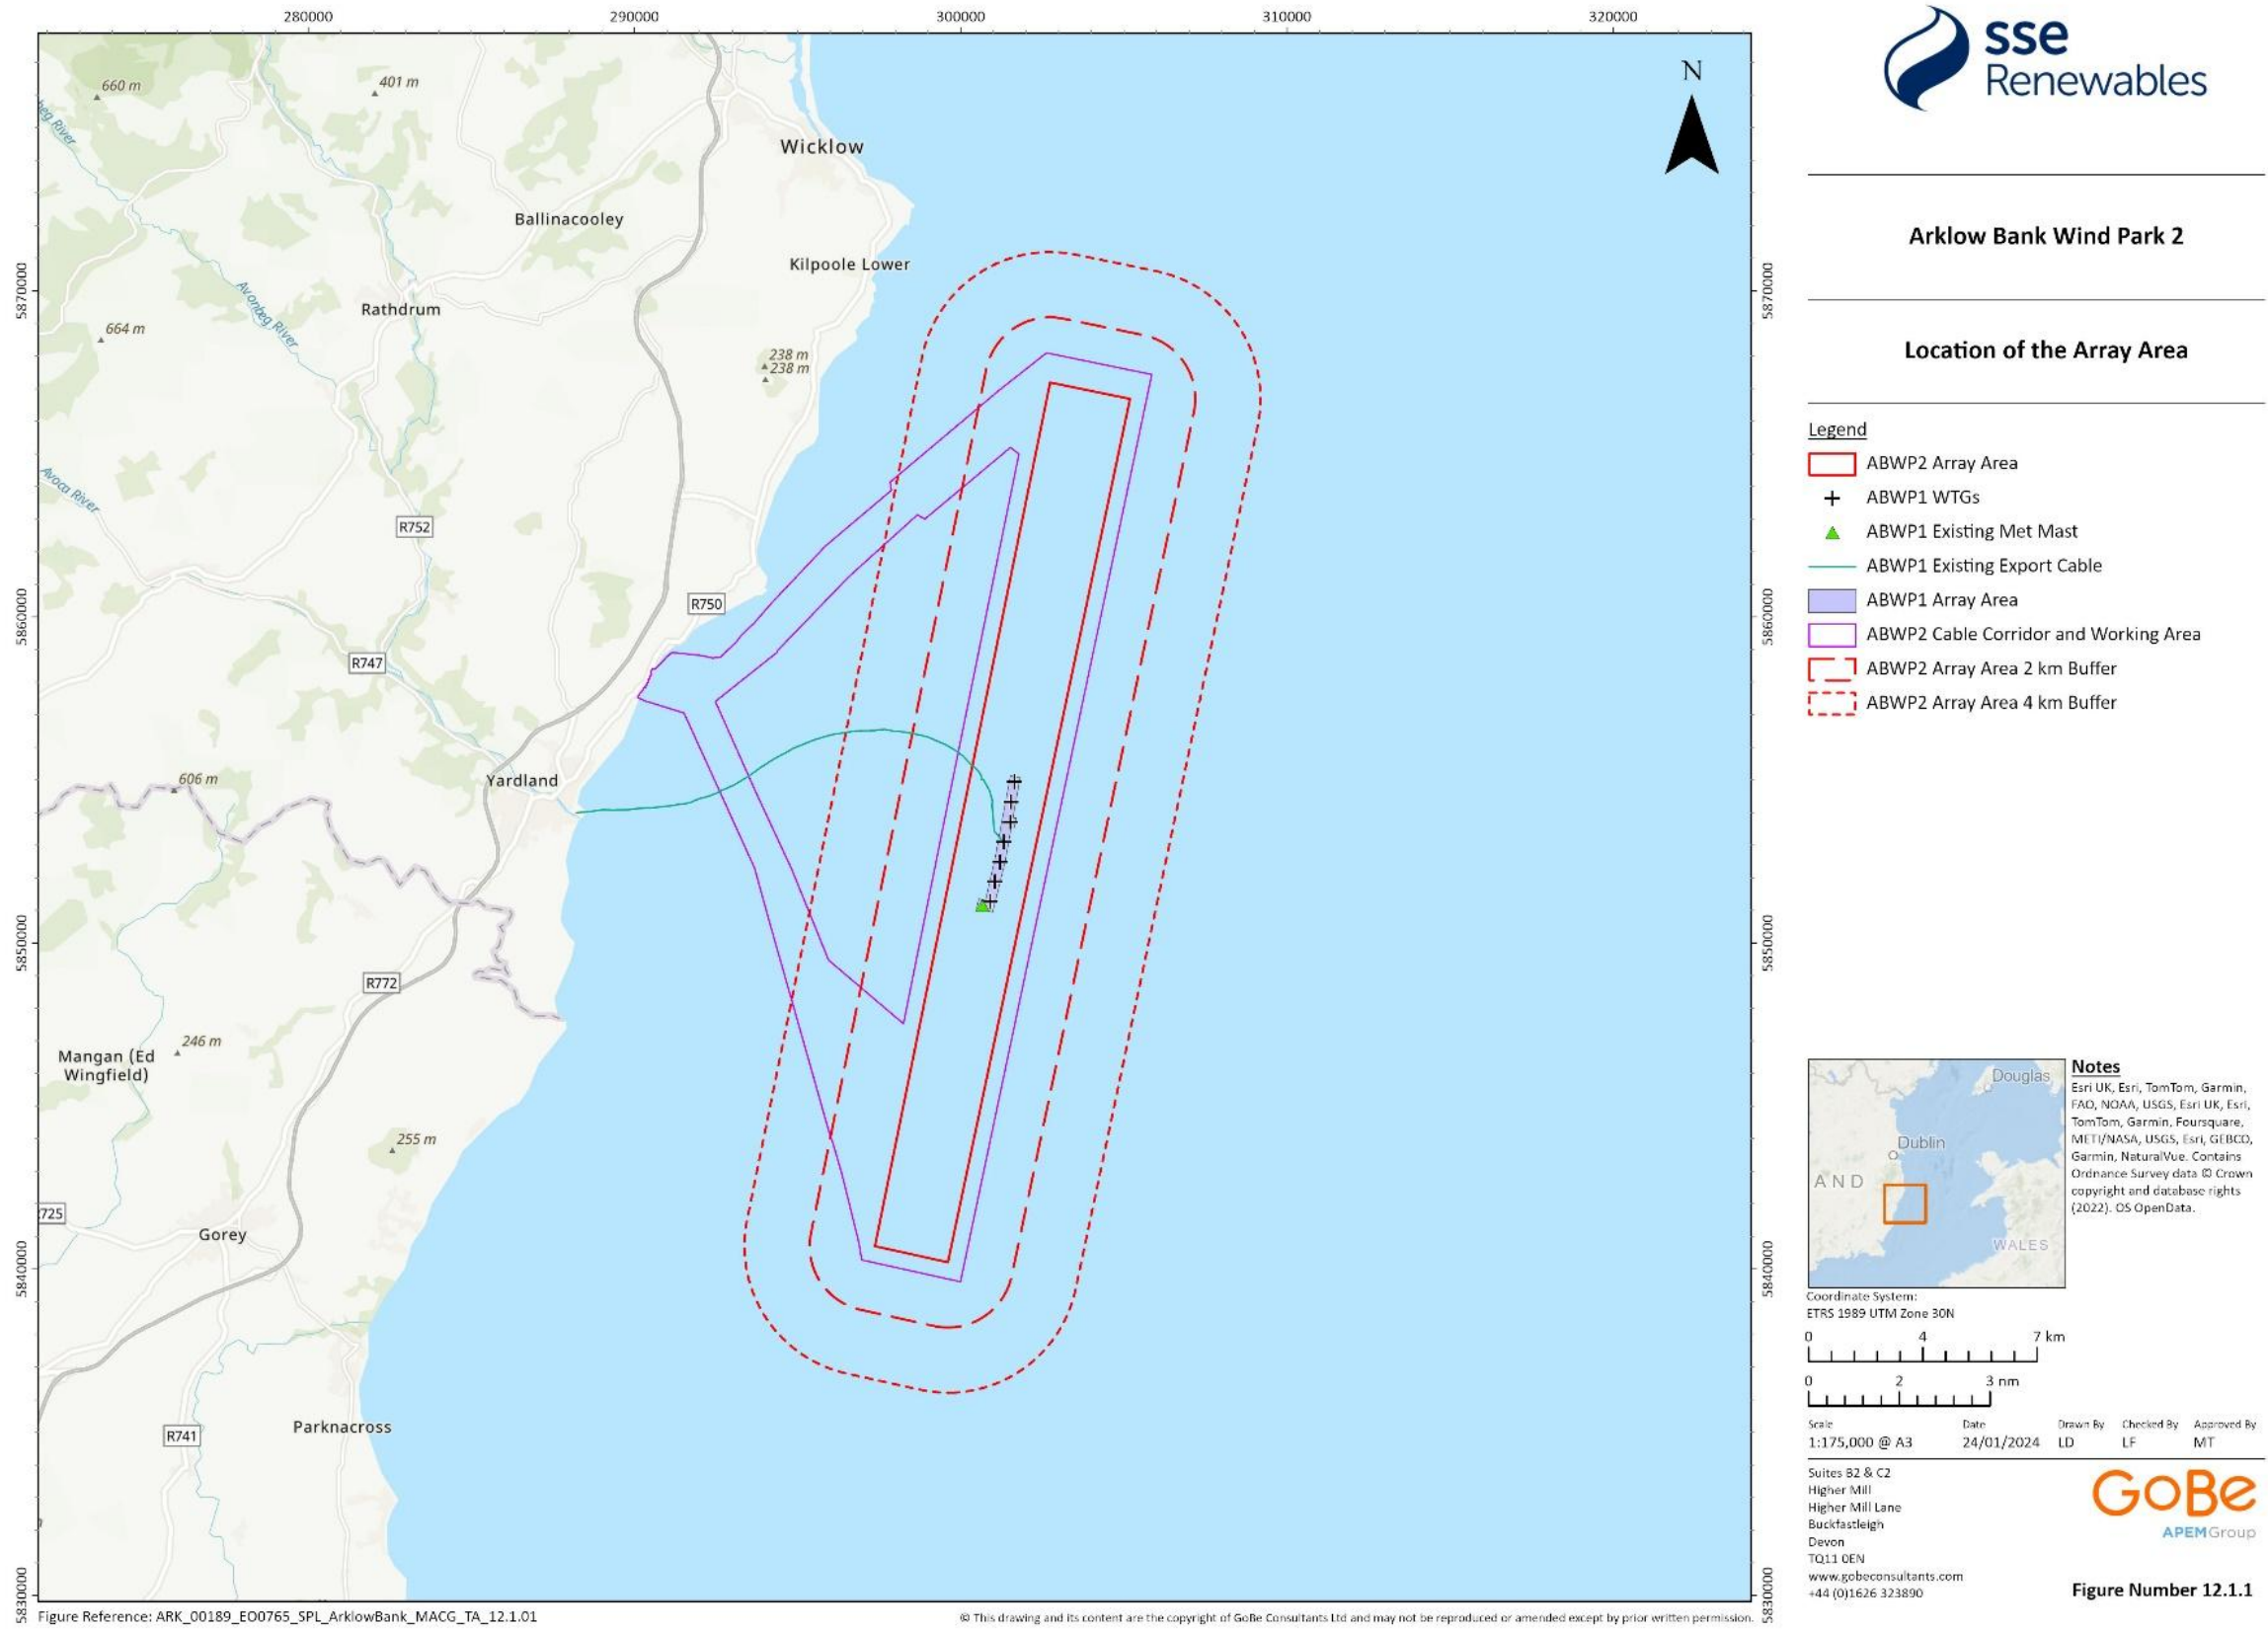 280000
290000
300000
310000
320000
660 m
401 m
Wicklow
N
Ballinacooley
Kilpoole Lower
5870000
5870000
Avonbeg River
Rathdrum
664 m
238 m
238 m
Avoca River
R752
R750
5860000
5860000
R747
Yardland
606 m
5850000
5850000
R772
246 m
Mangan (Ed
Wingfield)
255 m
725
Gorey
5840000
5840000
Parknacross
R741
5830000
5830000
Figure Reference: ARK_00189_EO0765_SPL_ArklowBank_MACG_TA_12.1.01
© This drawing and its content are the copyright of GoBe Consultants Ltd and may not be reproduced or amended except by prior written permission.
sse
Renewables
Arklow Bank Wind Park 2
Location of the Array Area
Legend
ABWP2 Array Area
ABWP1 WTGs
ABWP1 Existing Met Mast
ABWP1 Existing Export Cable
ABWP1 Array Area
ABWP2 Cable Corridor and Working Area
ABWP2 Array Area 2 km Buffer
ABWP2 Array Area 4 km Buffer
Douglas
Dublin
AND
WALES
Notes
Esri UK, Esri, TomTom, Garmin,
FAO, NOAA, USGS, Esri UK, Esri,
TomTom, Garmin, Foursquare,
METI/NASA, USGS, Esri, GEBCO,
Garmin, NaturalVue. Contains
Ordnance Survey data © Crown
copyright and database rights
(2022). OS OpenData.
Coordinate System:
ETRS 1989 UTM Zone 30N
0 4 7 km
0 2 3 nm
Scale Date Drawn By Checked By Approved By
1:175,000 @ A3 24/01/2024 LD LF MT
Suites B2 & C2
Higher Mill
Higher Mill Lane
Buckfastleigh
Devon
TQ11 0EN
www.gobeconsultants.com
+44 (0)1626 323890
GoBe
APEMGroup
Figure Number 12.1.1